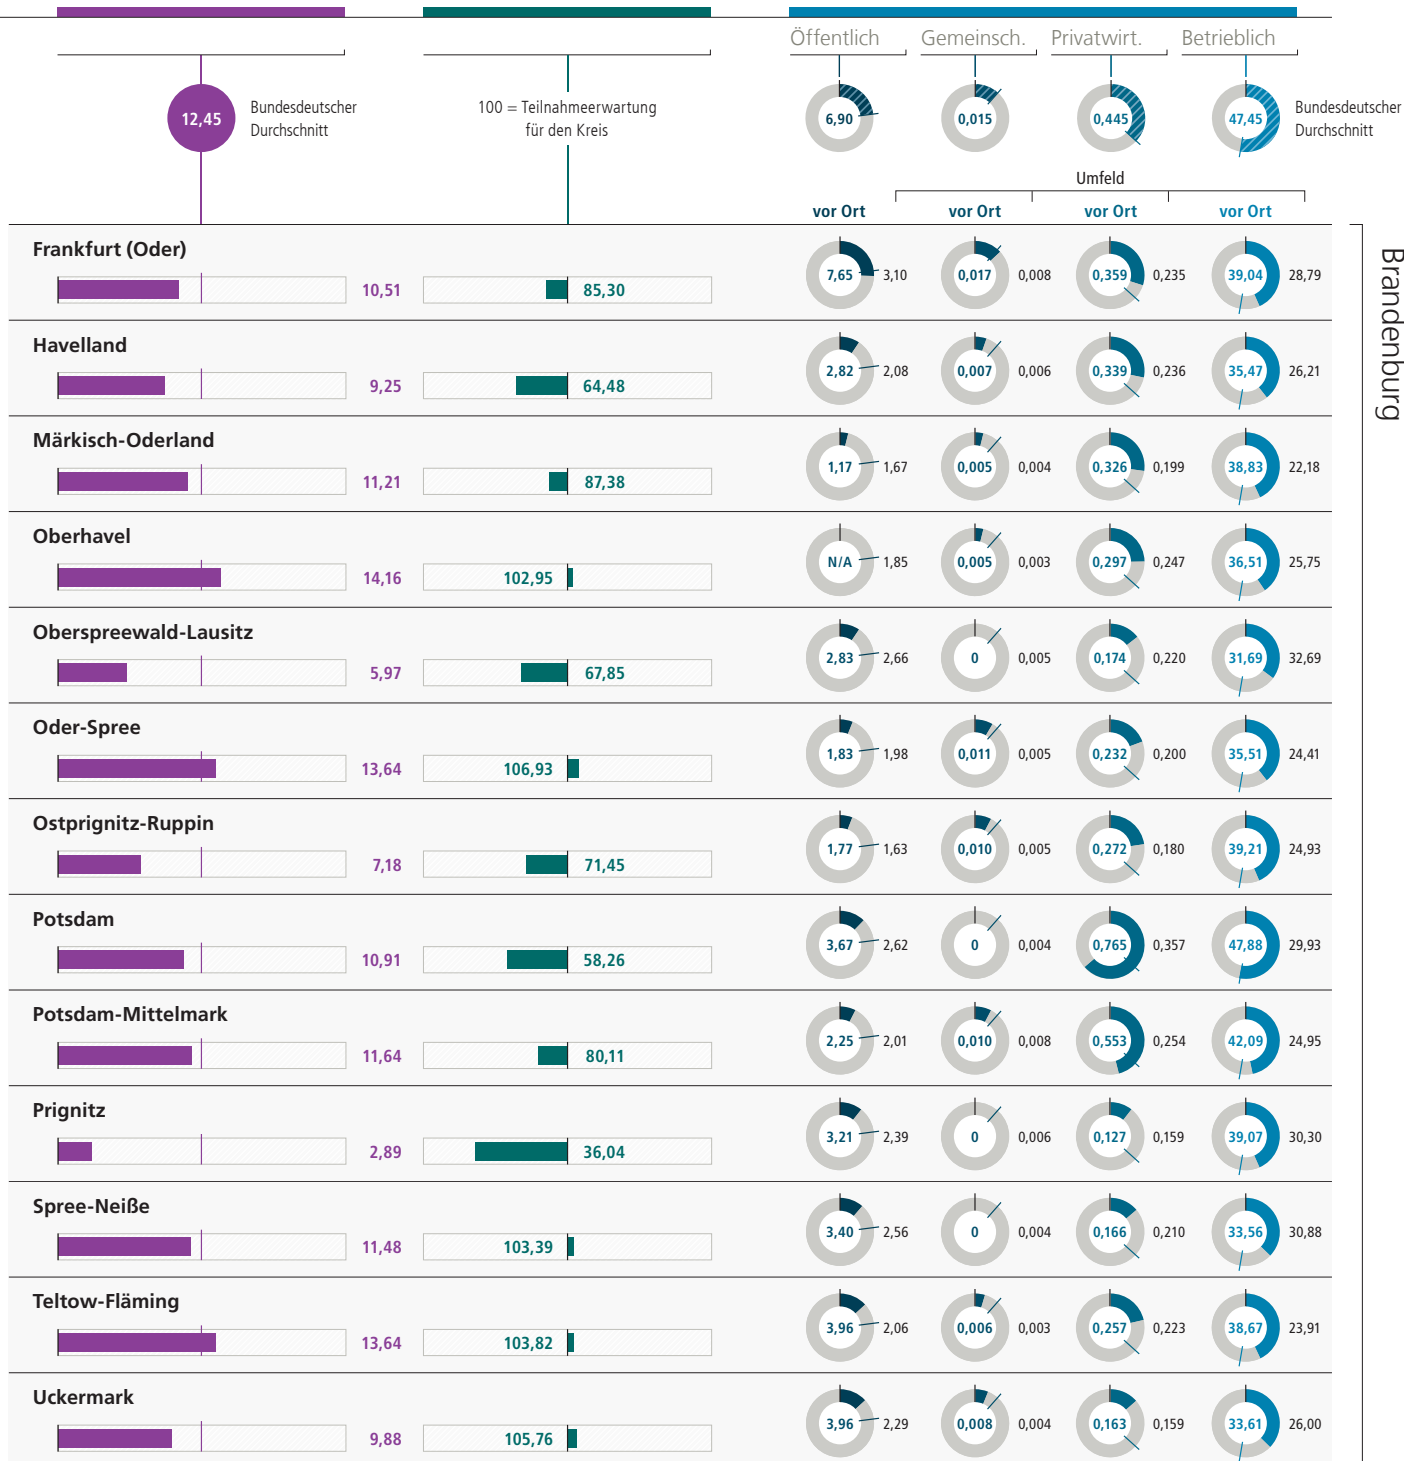 Öffentlich Gemeinsch. Privatwirt. Betrieblich
12,45 Bundesdeutscher Durchschnitt
100 = Teilnahmeerwartung für den Kreis
6,90 0,015 0,445 47,45 Bundesdeutscher Durchschnitt
Umfeld
vor Ort vor Ort vor Ort vor Ort
Brandenburg
Frankfurt (Oder)
10,51 85,30 7,65 3,10 0,017 0,008 0,359 0,235 39,04 28,79
Havelland
9,25 64,48 2,82 2,08 0,007 0,006 0,339 0,236 35,47 26,21
Märkisch-Oderland
11,21 87,38 1,17 1,67 0,005 0,004 0,326 0,199 38,83 22,18
Oberhavel
14,16 102,95 N/A 1,85 0,005 0,003 0,297 0,247 36,51 25,75
Oberspreewald-Lausitz
5,97 67,85 2,83 2,66 0 0,005 0,174 0,220 31,69 32,69
Oder-Spree
13,64 106,93 1,83 1,98 0,011 0,005 0,232 0,200 35,51 24,41
Ostprignitz-Ruppin
7,18 71,45 1,77 1,63 0,010 0,005 0,272 0,180 39,21 24,93
Potsdam
10,91 58,26 3,67 2,62 0 0,004 0,765 0,357 47,88 29,93
Potsdam-Mittelmark
11,64 80,11 2,25 2,01 0,010 0,008 0,553 0,254 42,09 24,95
Prignitz
2,89 36,04 3,21 2,39 0 0,006 0,127 0,159 39,07 30,30
Spree-Neiße
11,48 103,39 3,40 2,56 0 0,004 0,166 0,210 33,56 30,88
Teltow-Fläming
13,64 103,82 3,96 2,06 0,006 0,003 0,257 0,223 38,67 23,91
Uckermark
9,88 105,76 3,96 2,29 0,008 0,004 0,163 0,159 33,61 26,00